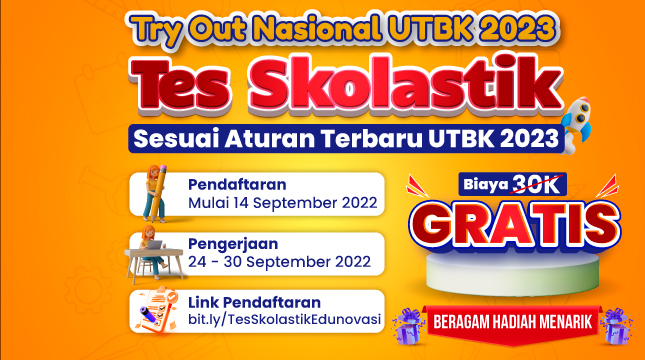 Try Out Nasional UTBK 2023
Tes Skolastik
Sesuai Aturan Terbaru UTBK 2023
Pendaftaran
Mulai 14 September 2022
Pengerjaan
24 - 30 September 2022
Link Pendaftaran
bit.ly/TesSkolastikEdunovasi
Biaya 30K
GRATIS
BERAGAM HADIAH MENARIK